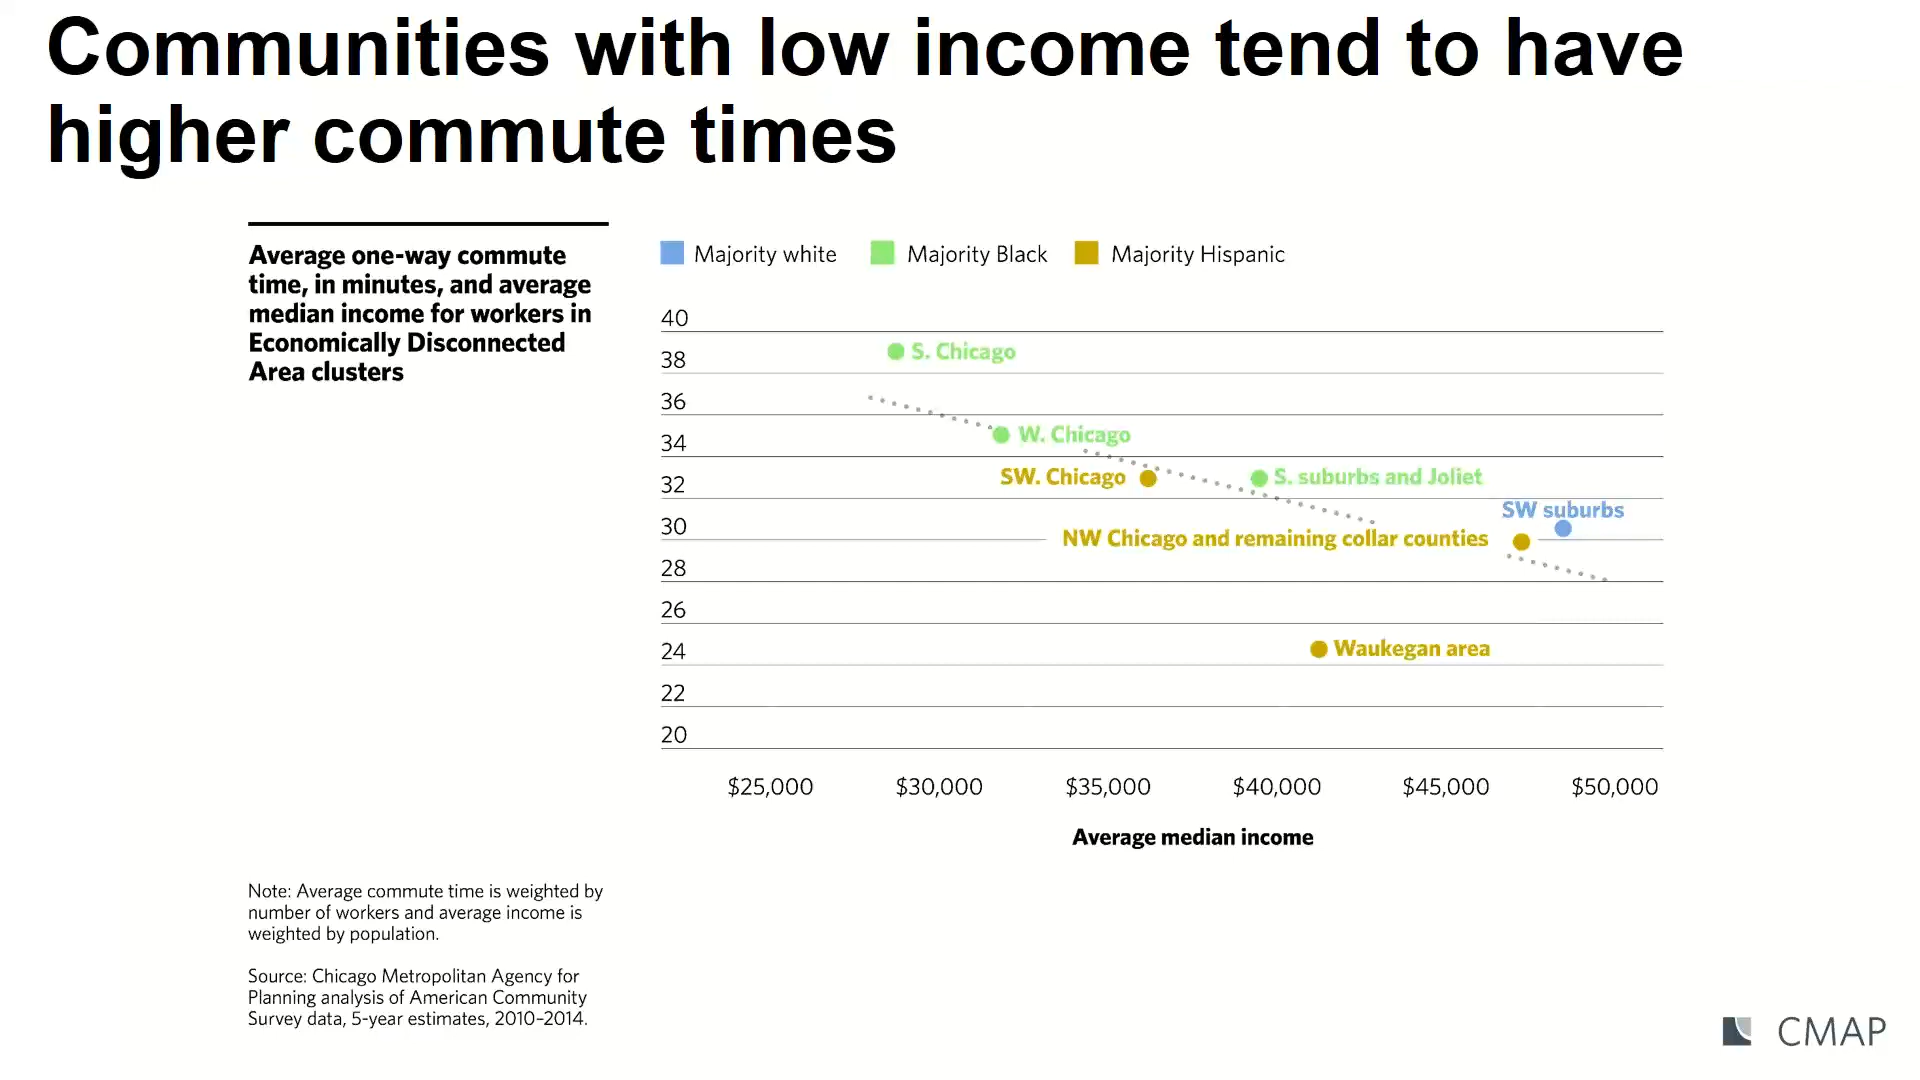 Communities with low income tend to have
higher commute times
Average one-way commute
time, in minutes, and average
median income for workers in
Economically Disconnected
Area clusters
Majority white
Majority Black
Majority Hispanic
40
S. Chicago
38
36
W. Chicago
34
SW. Chicago
S. suburbs and Joliet
32
SW suburbs
30
NW Chicago and remaining collar counties
28
26
Waukegan area
24
22
20
$25,000
$30,000
$35,000
$40,000
$45,000
$50,000
Average median income
Note: Average commute time is weighted by
number of workers and average income is
weighted by population.
Source: Chicago Metropolitan Agency for
Planning analysis of American Community
Survey data, 5-year estimates, 2010–2014.
CMAP